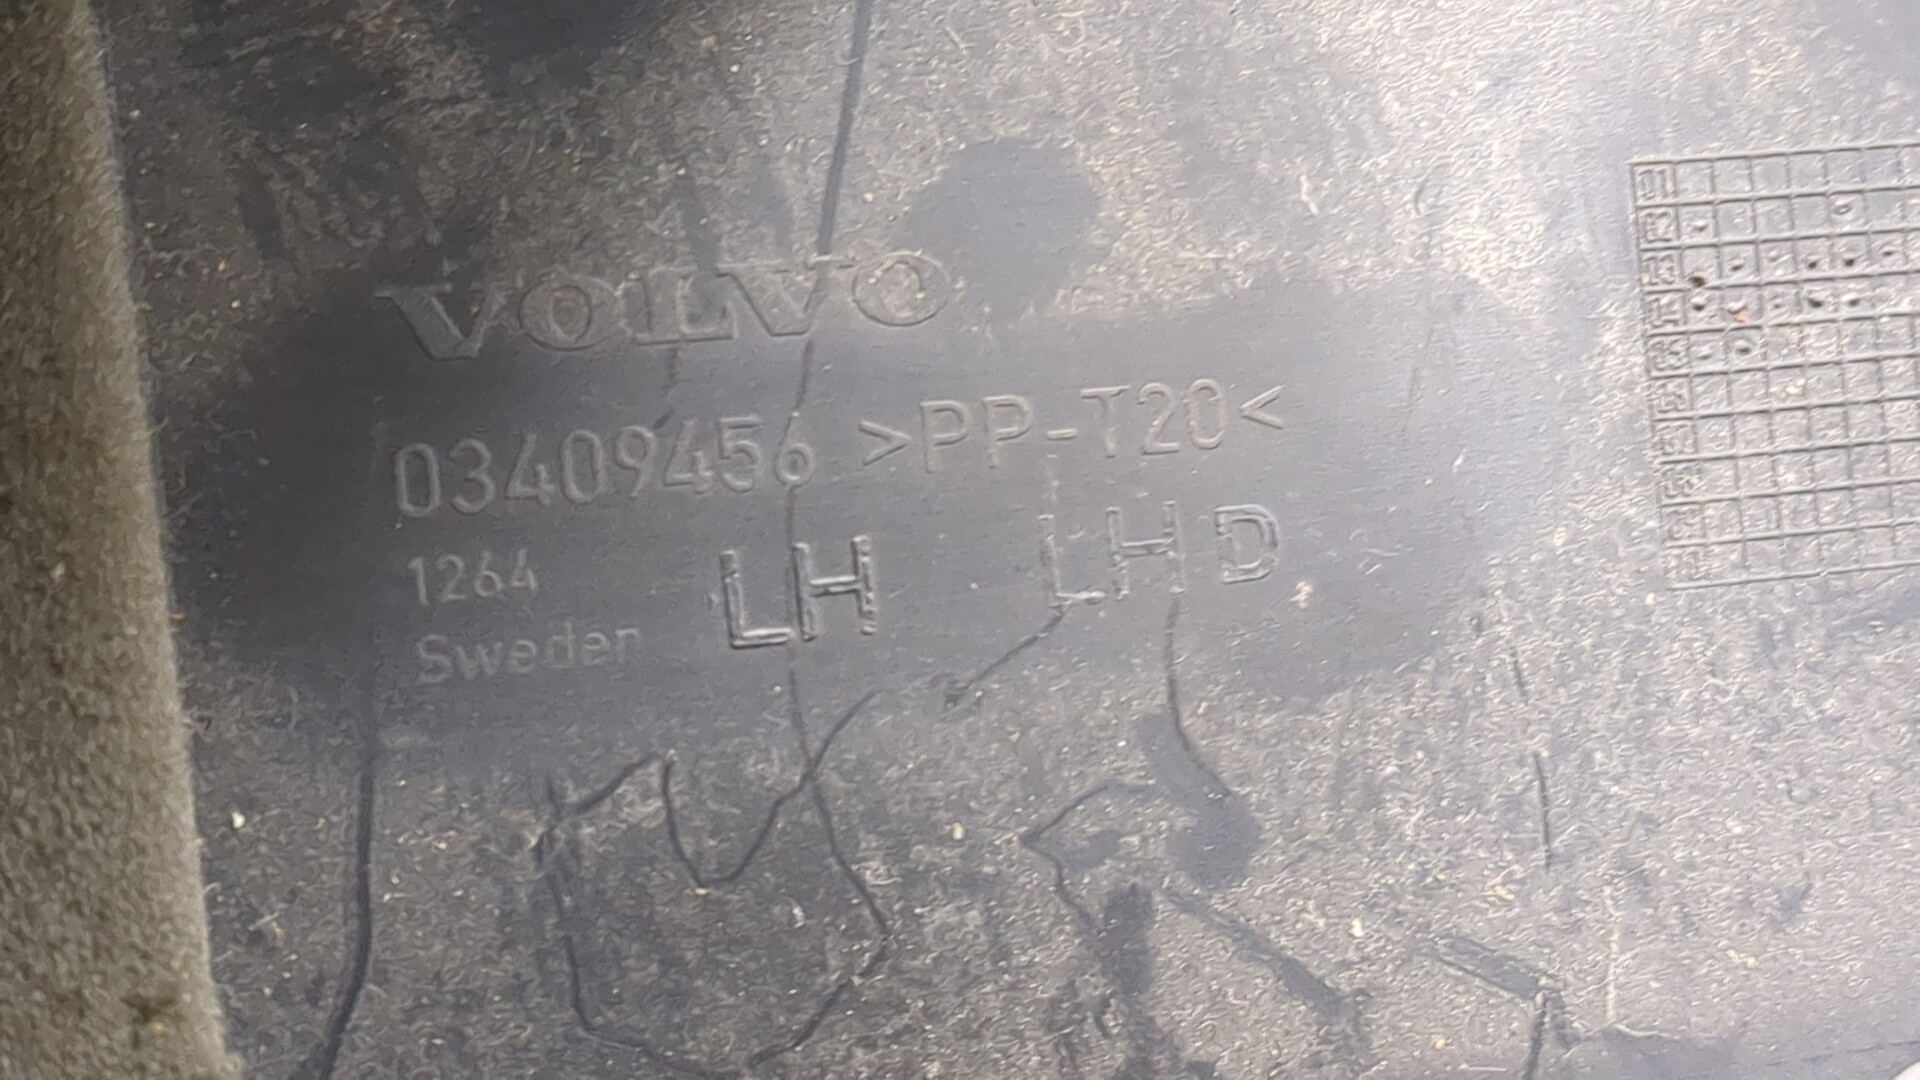 VOLVO
03409456 >PP-T20<
1264 LH LHD
Sweden